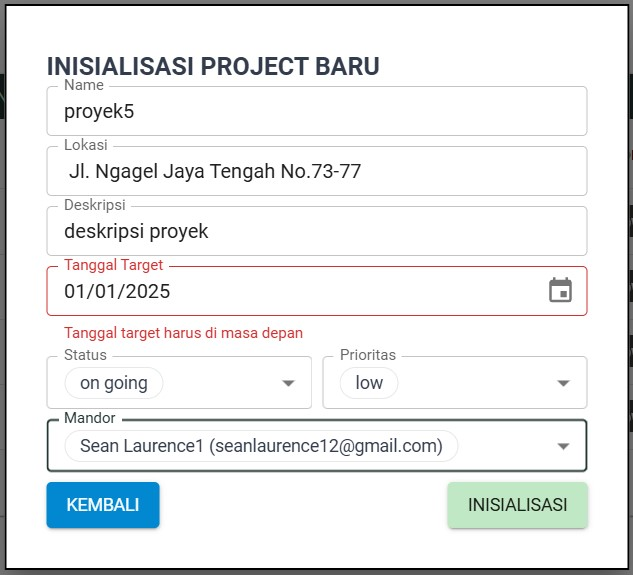 INISIALISASI PROJECT BARU
Name
proyek5
Lokasi
Jl. Ngagel Jaya Tengah No.73-77
Deskripsi
deskripsi proyek
Tanggal Target
01/01/2025
Tanggal target harus di masa depan
Status
Prioritas
on going
low
Mandor
Sean Laurence1 (seanlaurence12@gmail.com)
KEMBALI
INISIALISASI